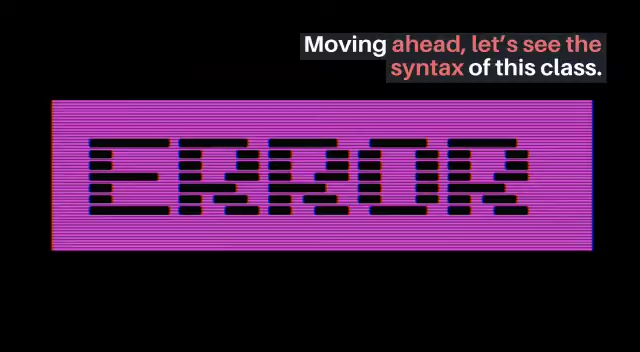 Moving ahead, let’s see the
syntax of this class.
ERROR